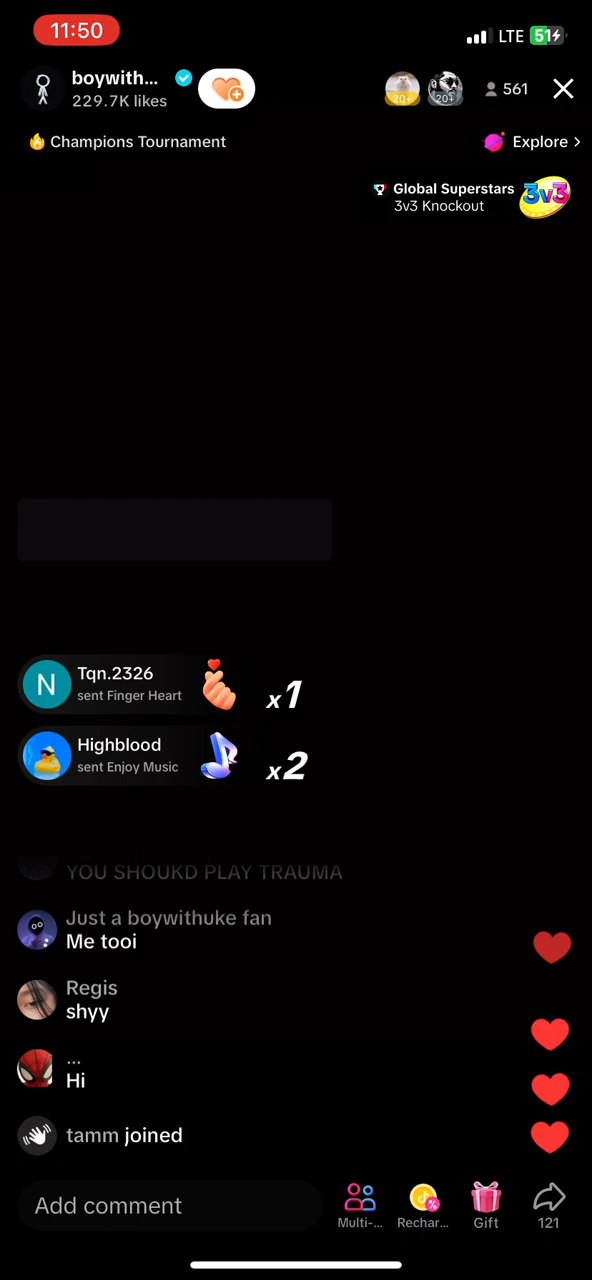 11:50
LTE 51
boywith...
229.7K likes
20+
20+
561
Champions Tournament
Explore >
Global Superstars
3v3 Knockout
3v3
N
Tqn.2326
sent Finger Heart
x1
Highblood
sent Enjoy Music
x2
YOU SHOUKD PLAY TRAUMA
Just a boywithuke fan
Me tooi
Regis
shyy
...
Hi
tamm joined
Add comment
Multi-...
Rechar...
Gift
121